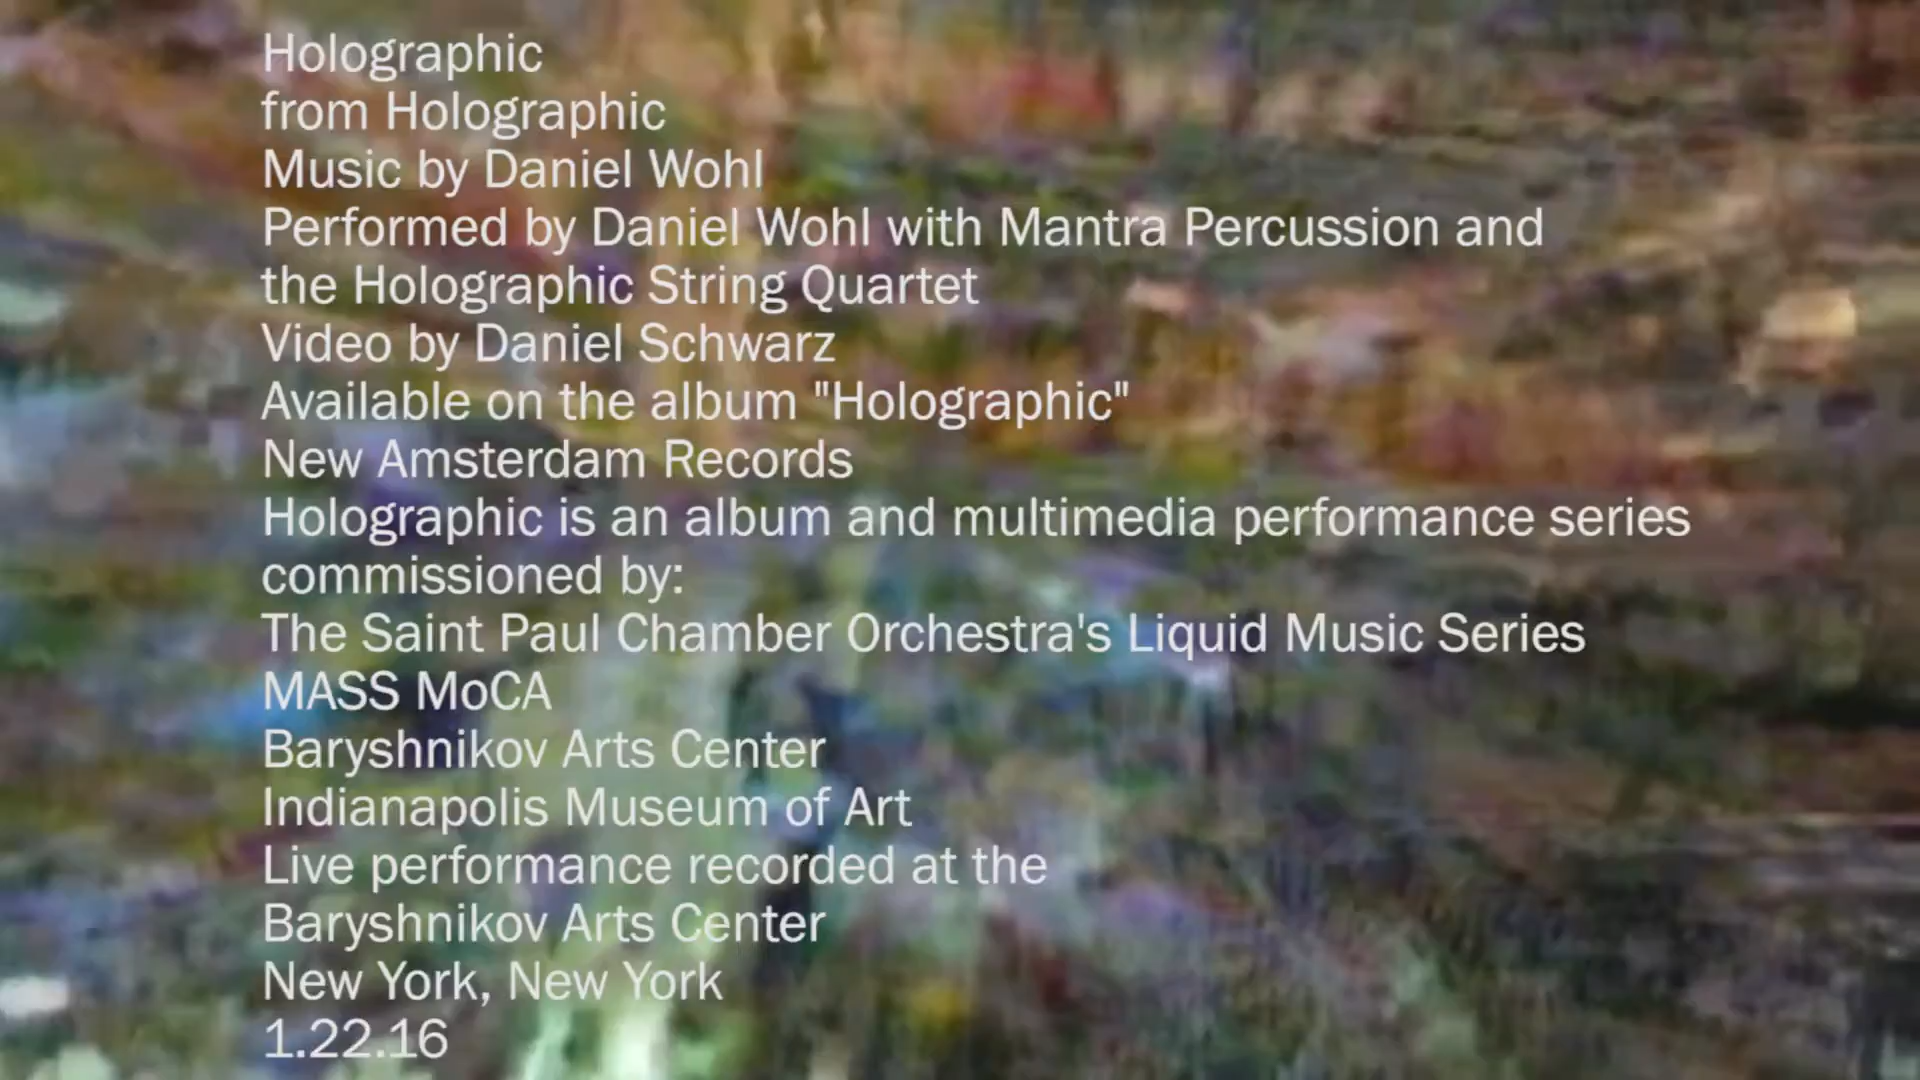 Holographic
from Holographic
Music by Daniel Wohl
Performed by Daniel Wohl with Mantra Percussion and
the Holographic String Quartet
Video by Daniel Schwarz
Available on the album "Holographic"
New Amsterdam Records
Holographic is an album and multimedia performance series
commissioned by:
The Saint Paul Chamber Orchestra's Liquid Music Series
MASS MoCA
Baryshnikov Arts Center
Indianapolis Museum of Art
Live performance recorded at the
Baryshnikov Arts Center
New York, New York
1.22.16